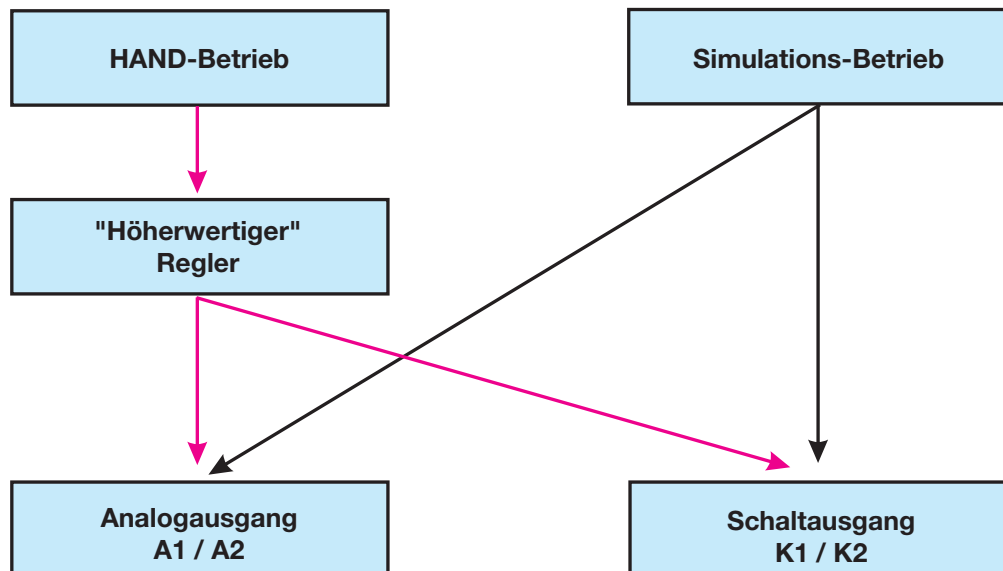 HAND-Betrieb
Simulations-Betrieb
"Höherwertiger"
Regler
Analogausgang
A1 / A2
Schaltausgang
K1 / K2